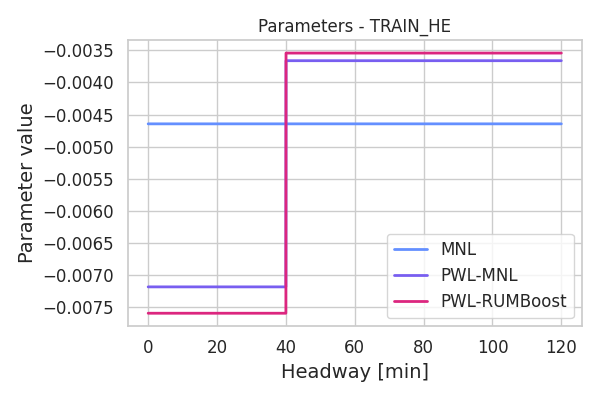 Parameters - TRAIN_HE
Parameter value
−0.0035
−0.0040
−0.0045
−0.0050
−0.0055
−0.0060
−0.0065
−0.0070
−0.0075
MNL
PWL-MNL
PWL-RUMBoost
0 20 40 60 80 100 120
Headway [min]